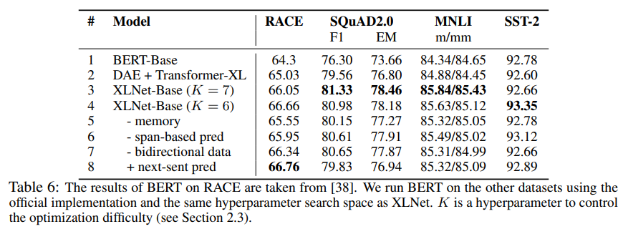 # Model RACE SQuAD2.0 MNLI SST-2
F1 EM m/mm
1 BERT-Base 64.3 76.30 73.66 84.34/84.65 92.78
2 DAE + Transformer-XL 65.03 79.56 76.80 84.88/84.45 92.60
3 XLNet-Base (K = 7) 66.05 81.33 78.46 85.84/85.43 92.66
4 XLNet-Base (K = 6) 66.66 80.98 78.18 85.63/85.12 93.35
5 - memory 65.55 80.15 77.27 85.32/85.05 92.78
6 - span-based pred 65.95 80.61 77.91 85.49/85.02 93.12
7 - bidirectional data 66.34 80.65 77.87 85.31/84.99 92.66
8 + next-sent pred 66.76 79.83 76.94 85.32/85.09 92.89
Table 6: The results of BERT on RACE are taken from [38]. We run BERT on the other datasets using the
official implementation and the same hyperparameter search space as XLNet. K is a hyperparameter to control
the optimization difficulty (see Section 2.3).